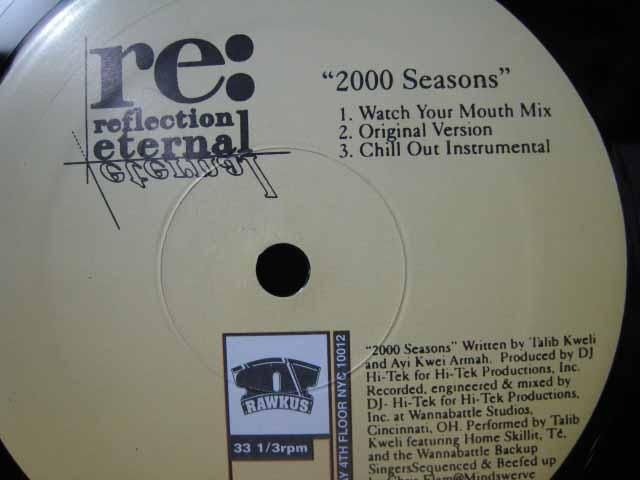 re:
reflection
eternal
eternal
"2000 Seasons"
1. Watch Your Mouth Mix
2. Original Version
3. Chill Out Instrumental
RAWKUS
33 1/3rpm
4TH FLOOR NYC 10012
"2000 Seasons" Written by Talib Kweli
and Ayi Kwei Armah. Produced by DJ
Hi-Tek for Hi-Tek Productions, Inc.
Recorded, engineered & mixed by
DJ- Hi-Tek for Hi-Tek Productions,
Inc. at Wannabattle Studios,
Cincinnati, OH. Performed by Talib
Kweli featuring Home Skillit, Té,
and the Wannabattle Backup
SingersSequenced & Beefed up